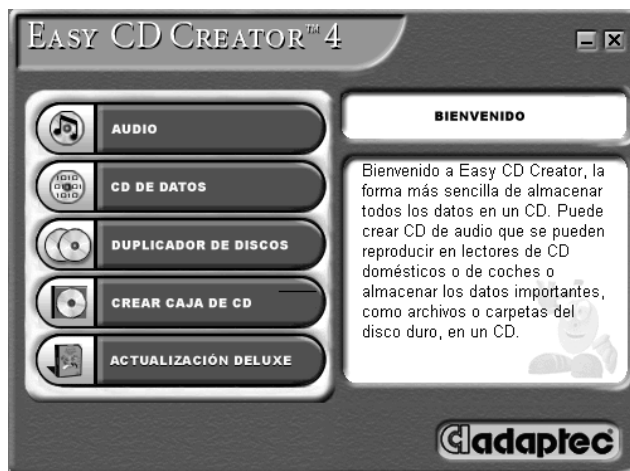 EASY CD CREATOR™ 4
AUDIO
CD DE DATOS
DUPLICADOR DE DISCOS
CREAR CAJA DE CD
ACTUALIZACIÓN DELUXE
BIENVENIDO
Bienvenido a Easy CD Creator, la
forma más sencilla de almacenar
todos los datos en un CD. Puede
crear CD de audio que se pueden
reproducir en lectores de CD
domésticos o de coches o
almacenar los datos importantes,
como archivos o carpetas del
disco duro, en un CD.
adaptec